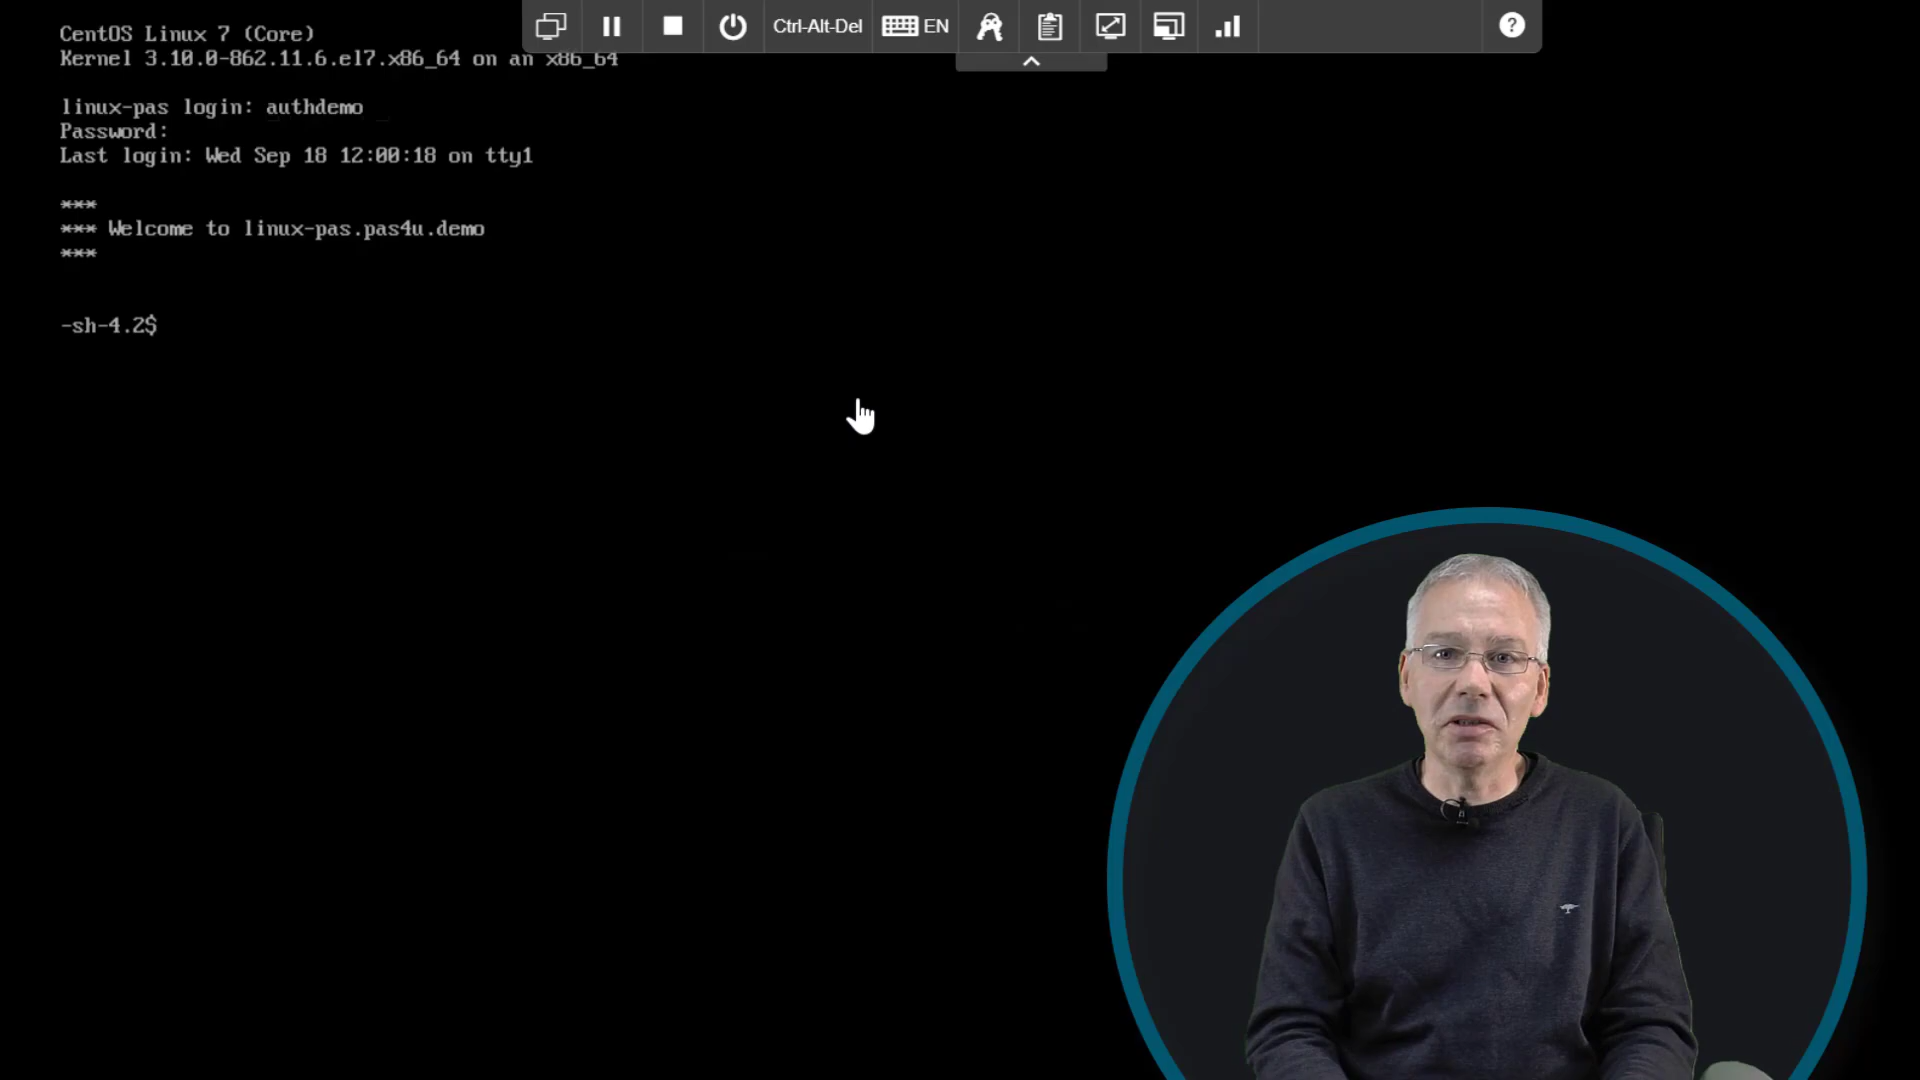 Ctrl-Alt-Del
EN
?
CentOS Linux 7 (Core)
Kernel 3.10.0-862.11.6.el7.x86_64 on an x86_64
linux-pas login: authdemo
Password:
Last login: Wed Sep 18 12:00:18 on tty1
***
*** Welcome to linux-pas.pas4u.demo
***
-sh-4.2$